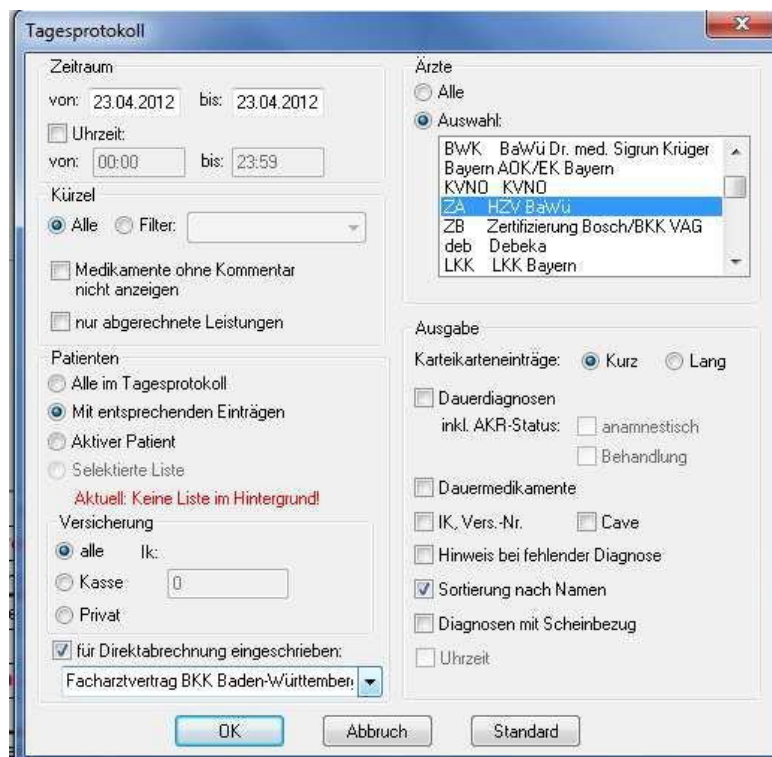 Tagesprotokoll
Zeitraum
von: 23.04.2012 bis: 23.04.2012
Uhrzeit:
von: 00:00 bis: 23:59
Kürzel
Alle Filter:
Medikamente ohne Kommentar
nicht anzeigen
nur abgerechnete Leistungen
Patienten
Alle im Tagesprotokoll
Mit entsprechenden Einträgen
Aktiver Patient
Selektierte Liste
Aktuell: Keine Liste im Hintergrund!
Versicherung
alle Ik:
Kasse 0
Privat
für Direktabrechnung eingeschrieben:
Facharztvertrag BKK Baden-Württember
Ärzte
Alle
Auswahl:
BWK BaWü Dr. med. Sigrun Krüger
Bayern AOK/EK Bayern
KVNO KVNO
ZA HZV BaWü
ZB Zertifizierung Bosch/BKK VAG
deb Debeka
LKK LKK Bayern
Ausgabe
Karteikarteneinträge: Kurz Lang
Dauerdiagnosen
inkl. AKR-Status: anamnestisch
Behandlung
Dauermedikamente
IK, Vers.-Nr. Cave
Hinweis bei fehlender Diagnose
Sortierung nach Namen
Diagnosen mit Scheinbezug
Uhrzeit
OK Abbruch Standard